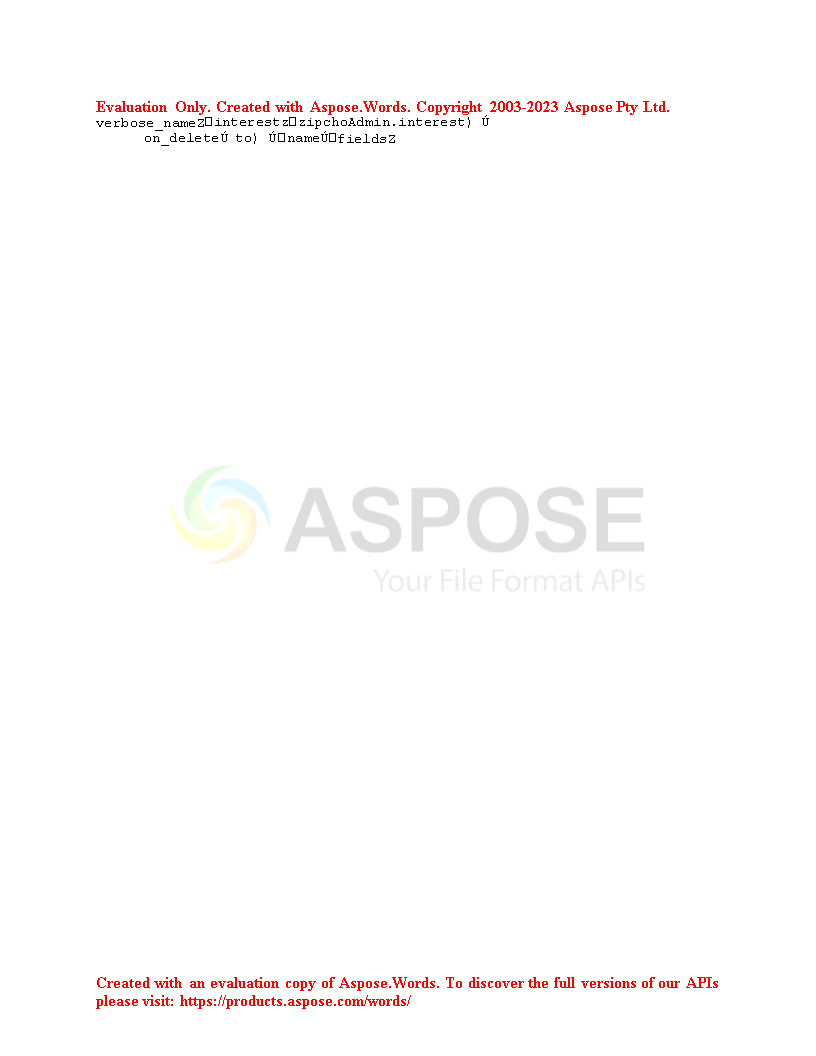 Evaluation Only. Created with Aspose.Words. Copyright 2003-2023 Aspose Pty Ltd.
verbose_nameZ□interestz□zipchoAdmin.interest) Ú
on_deleteÚ to) Ú□nameÚ□fieldsZ
ASPOSE
Your File Format APIs
Created with an evaluation copy of Aspose.Words. To discover the full versions of our APIs
please visit: https://products.aspose.com/words/